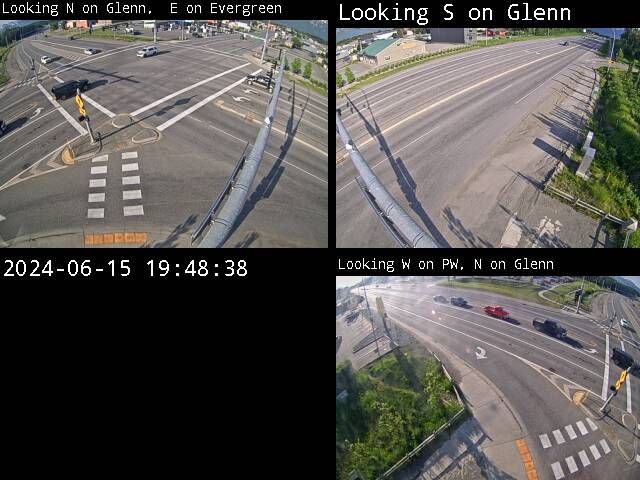 Looking N on Glenn, E on Evergreen
Looking S on Glenn
2024-06-15 19:48:38
Looking W on PW, N on Glenn